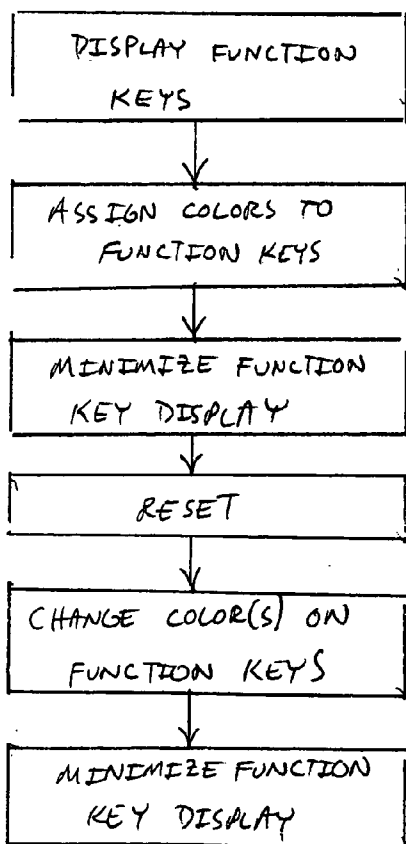 DISPLAY FUNCTION
KEYS
ASSIGN COLORS TO
FUNCTION KEYS
MINIMIZE FUNCTION
KEY DISPLAY
RESET
CHANGE COLOR(S) ON
FUNCTION KEYS
MINIMIZE FUNCTION
KEY DISPLAY